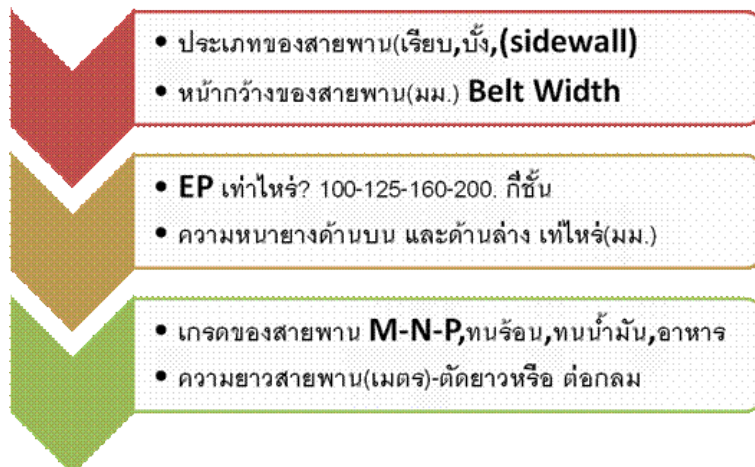 • ประเภทของสายพาน(เรียบ,บั้ง,(sidewall)
• หน้ากว้างของสายพาน(มม.) Belt Width
• EP เท่าไหร่? 100-125-160-200. กี่ชั้น
• ความหนายางด้านบน และด้านล่าง เท่ไหร่(มม.)
• เกรดของสายพาน M-N-P,ทนร้อน,ทนน้ำมัน,อาหาร
• ความยาวสายพาน(เมตร)-ตัดยาวหรือ ต่อกลม